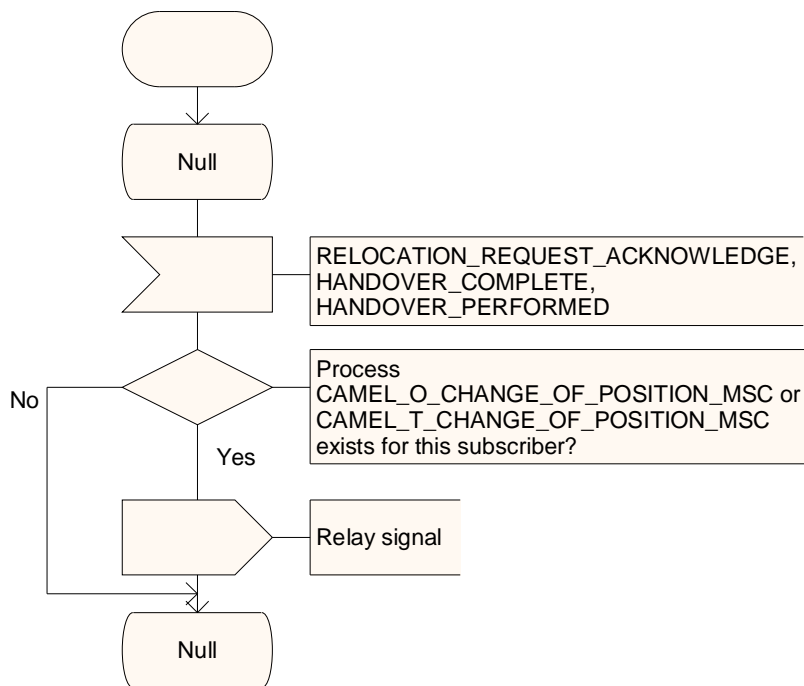 Null
RELOCATION_REQUEST_ACKNOWLEDGE,
HANDOVER_COMPLETE,
HANDOVER_PERFORMED
Process
CAMEL_O_CHANGE_OF_POSITION_MSC or
CAMEL_T_CHANGE_OF_POSITION_MSC
exists for this subscriber?
No
Yes
Relay signal
Null